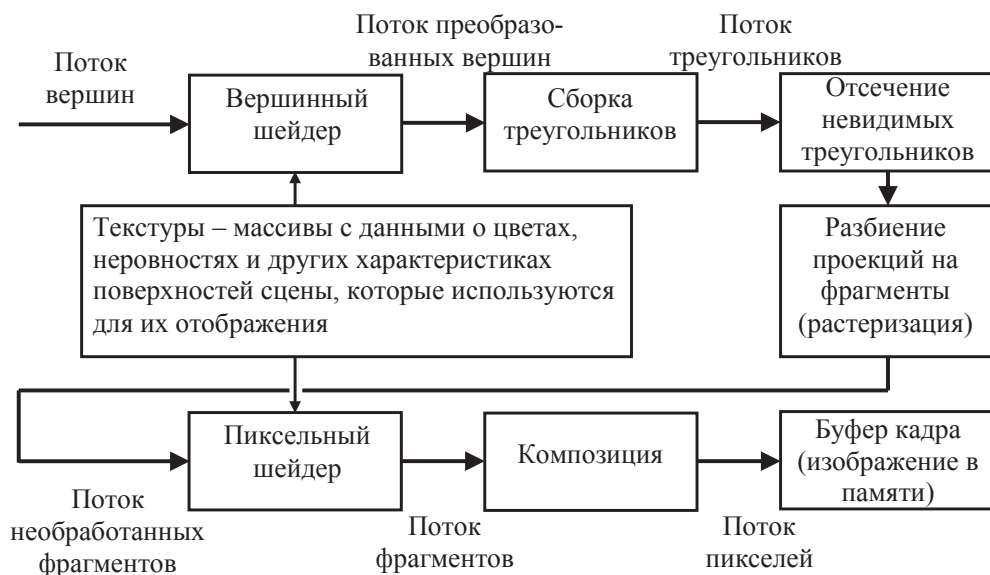 Поток
вершин
Вершинный
шейдер
Поток преобразо-
ванных вершин
Сборка
треугольников
Поток
треугольников
Отсечение
невидимых
треугольников
Текстуры – массивы с данными о цветах,
неровностях и других характеристиках
поверхностей сцены, которые используются
для их отображения
Разбиение
проекций на
фрагменты
(растеризация)
Поток
необработанных
фрагментов
Пиксельный
шейдер
Поток
фрагментов
Композиция
Поток
пикселей
Буфер кадра
(изображение в
памяти)